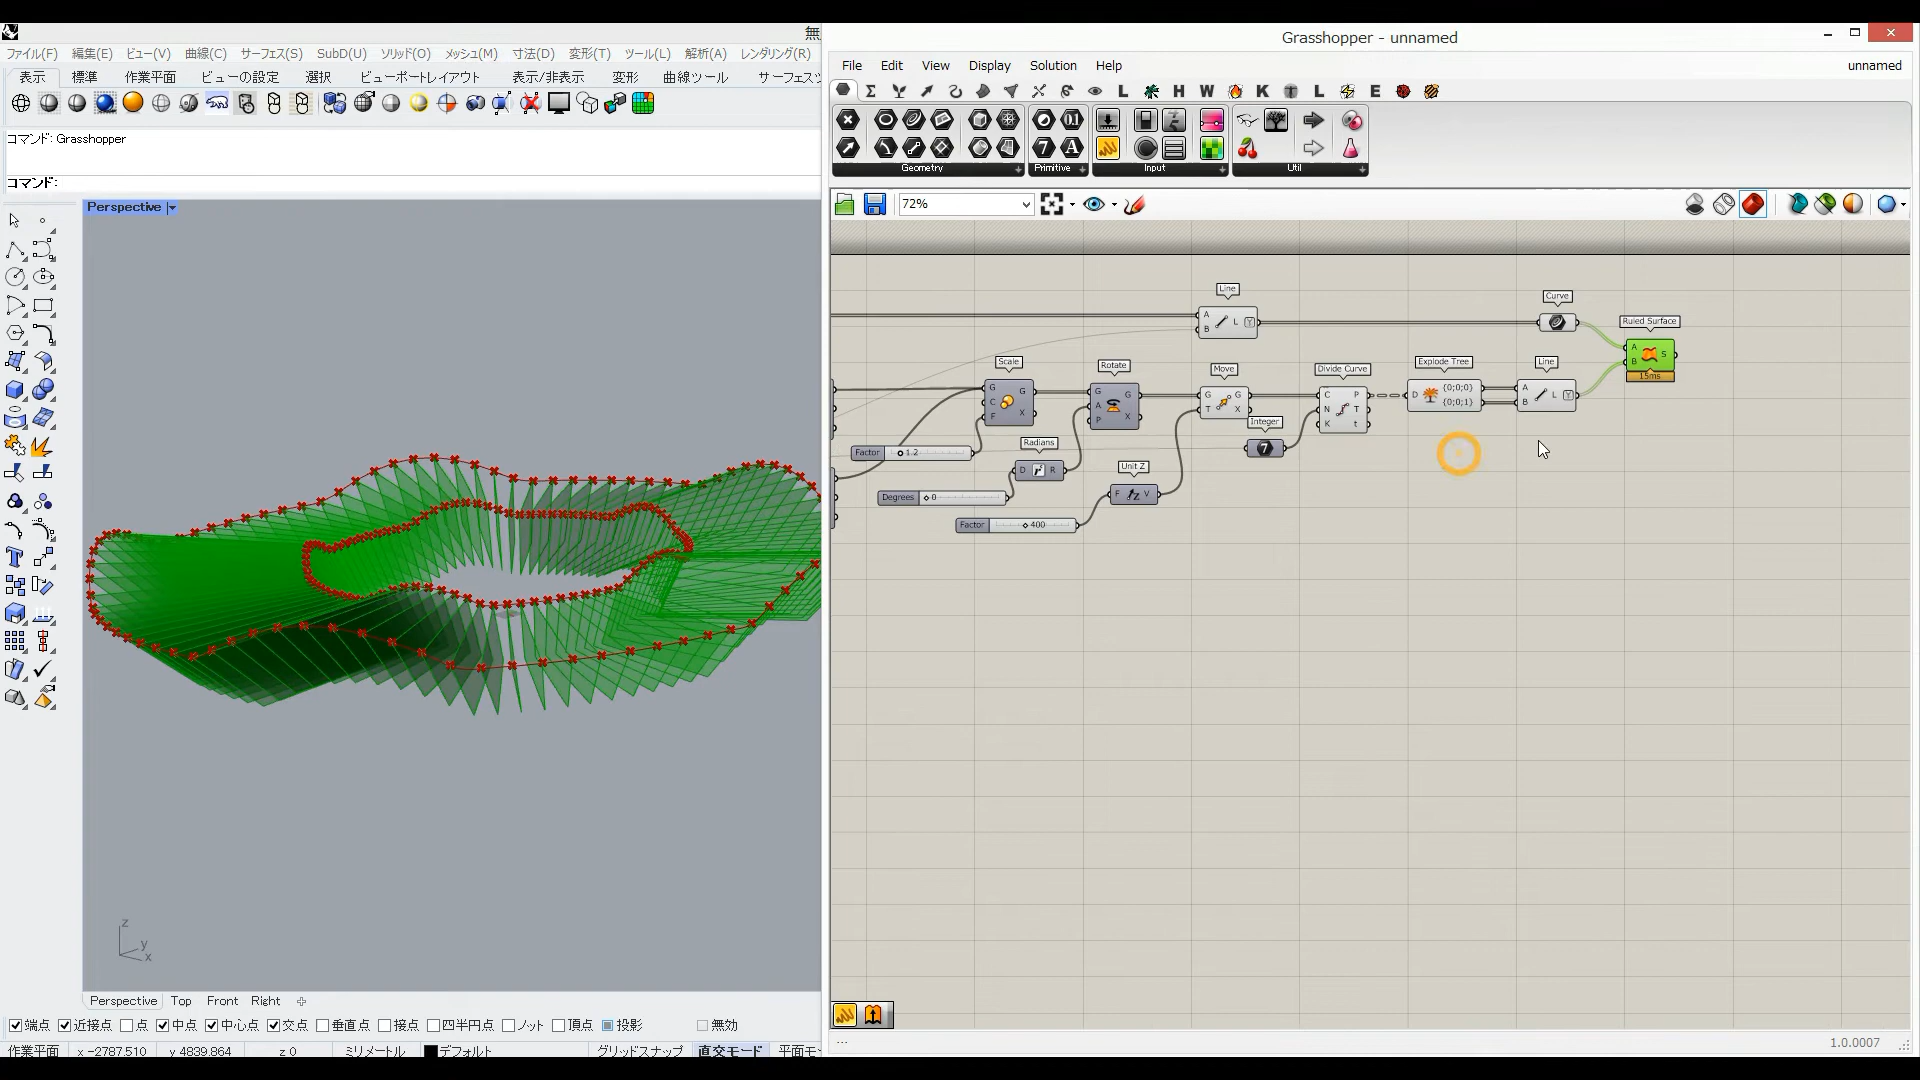 無
Grasshopper - unnamed
ファイル(F) 編集(E) ビュー(V) 曲線(C) サーフェス(S) SubD(U) ソリッド(O) メッシュ(M) 寸法(D) 変形(T) ツール(L) 解析(A) レンダリング(R)
File Edit View Display Solution Help unnamed
表示 標準 作業平面 ビューの設定 選択 ビューポートレイアウト 表示/非表示 変形 曲線ツール サーフェスツ
コマンド: Grasshopper
コマンド:
Geometry Primitive Input Util
72%
Perspective
Line
A
B
L
Curve
Ruled Surface
A
B
S
15ms
Scale
G
C
F
G
X
Rotate
G
A
P
G
X
Move
G
T
G
X
Divide Curve
C
N
K
P
T
t
Explode Tree
D
{0;0;0}
{0;0;1}
Line
A
B
L
Integer
7
Factor 1.2
Radians
D R
Unit Z
F Z V
Degrees 0
Factor 400
z
y
x
Perspective Top Front Right
端点 近接点 点 中点 中心点 交点 垂直点 接点 四半円点 ノット 頂点 投影 無効
作業平面 x -2787.510 y 4839.864 z 0 ミリメートル デフォルト グリッドスナップ 直交モード 平面モ
...
1.0.0007